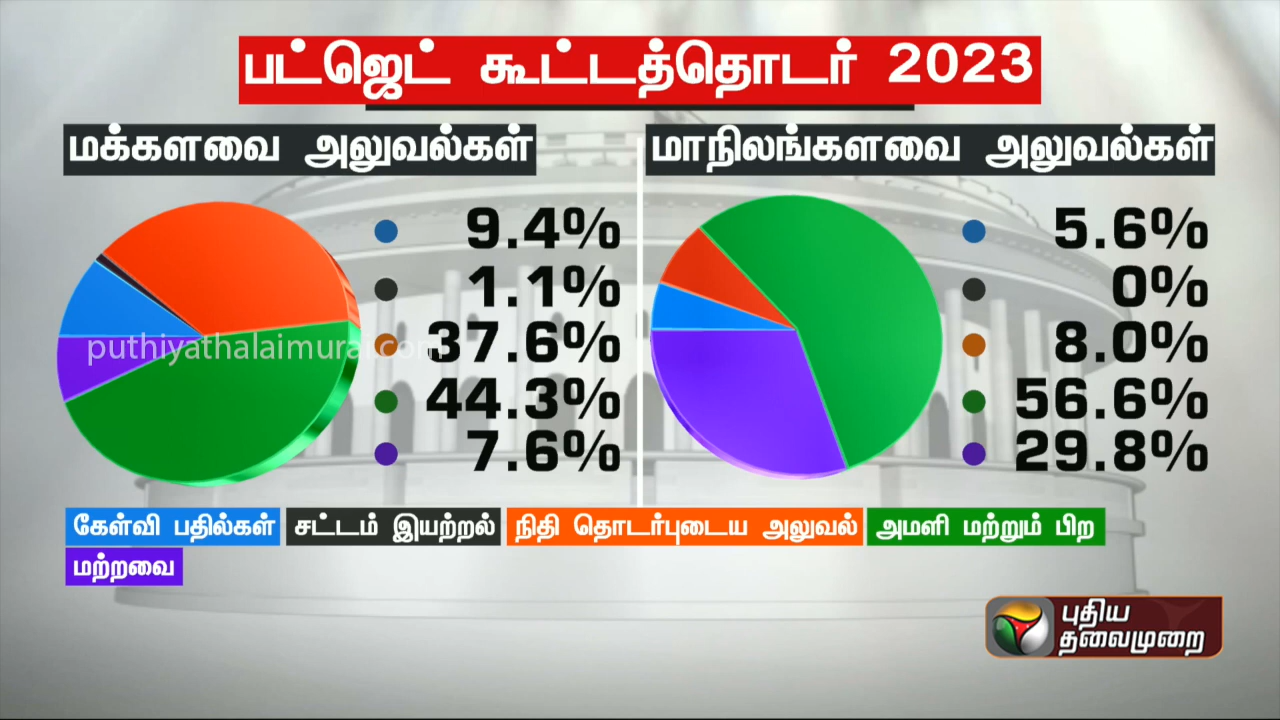 பட்ஜெட் கூட்டத்தொடர் 2023
மக்களவை அலுவல்கள்
9.4%
1.1%
37.6%
44.3%
7.6%
puthiyathalaimurai.com
மாநிலங்களவை அலுவல்கள்
5.6%
0%
8.0%
56.6%
29.8%
கேள்வி பதில்கள் சட்டம் இயற்றல் நிதி தொடர்புடைய அலுவல் அமளி மற்றும் பிற
மற்றவை
புதிய
தலைமுறை